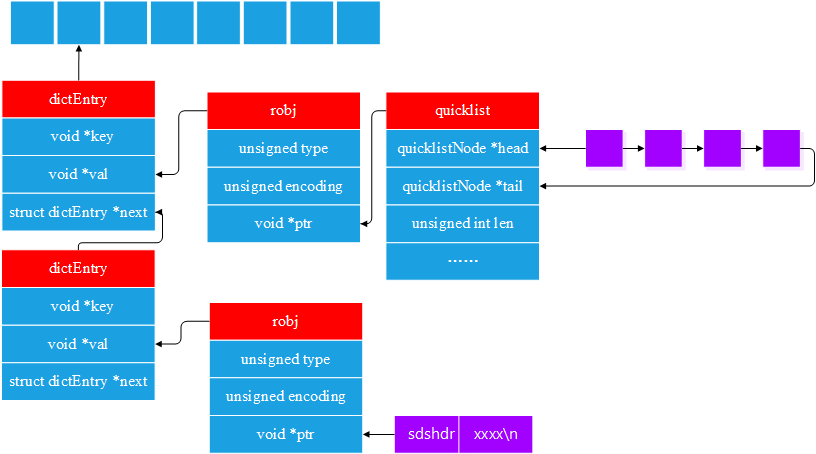 dictEntry
void *key
void *val
struct dictEntry *next
robj
unsigned type
unsigned encoding
void *ptr
quicklist
quicklistNode *head
quicklistNode *tail
unsigned int len
……
dictEntry
void *key
void *val
struct dictEntry *next
robj
unsigned type
unsigned encoding
void *ptr
sdshdr xxxx\n